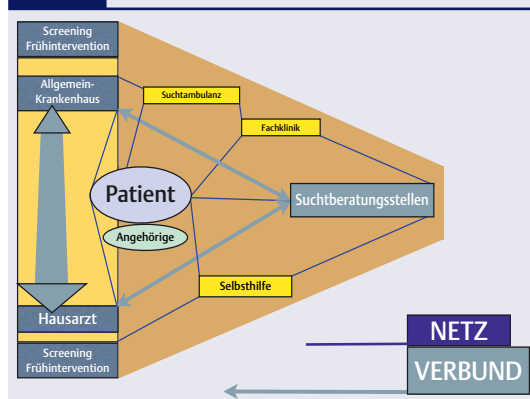 Screening
Frühintervention
Allgemein-
Krankenhaus
Suchtambulanz
Fachklinik
Patient
Suchtberatungsstellen
Angehörige
Selbsthilfe
Hausarzt
NETZ
Screening
Frühintervention
VERBUND